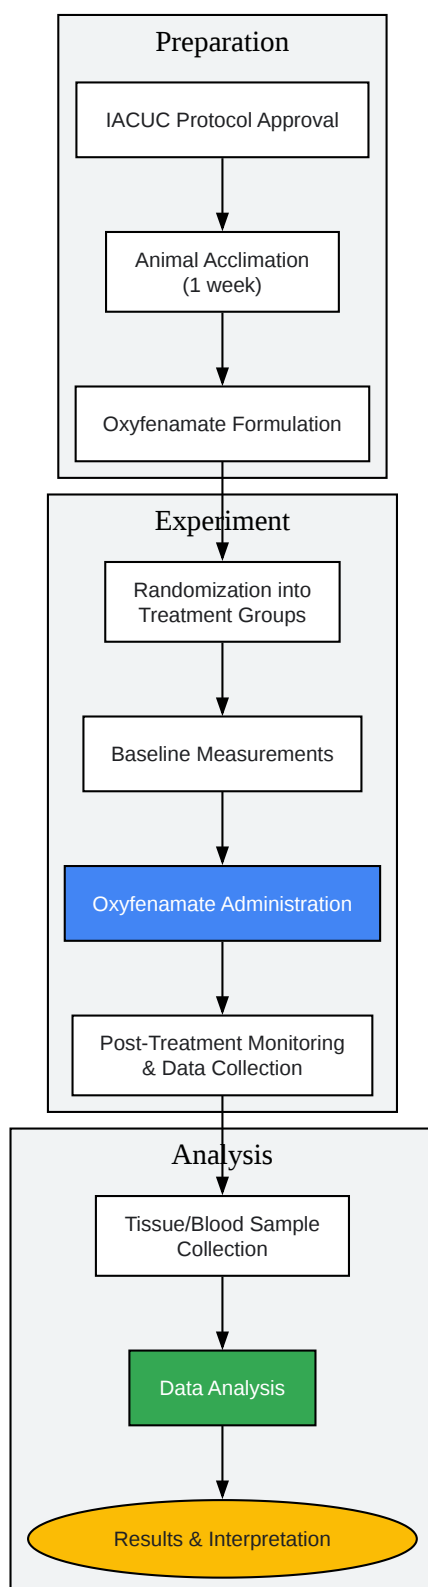 Preparation
IACUC Protocol Approval
Animal Acclimation
(1 week)
Oxyfenamate Formulation
Experiment
Randomization into
Treatment Groups
Baseline Measurements
Oxyfenamate Administration
Post-Treatment Monitoring
& Data Collection
Analysis
Tissue/Blood Sample
Collection
Data Analysis
Results & Interpretation